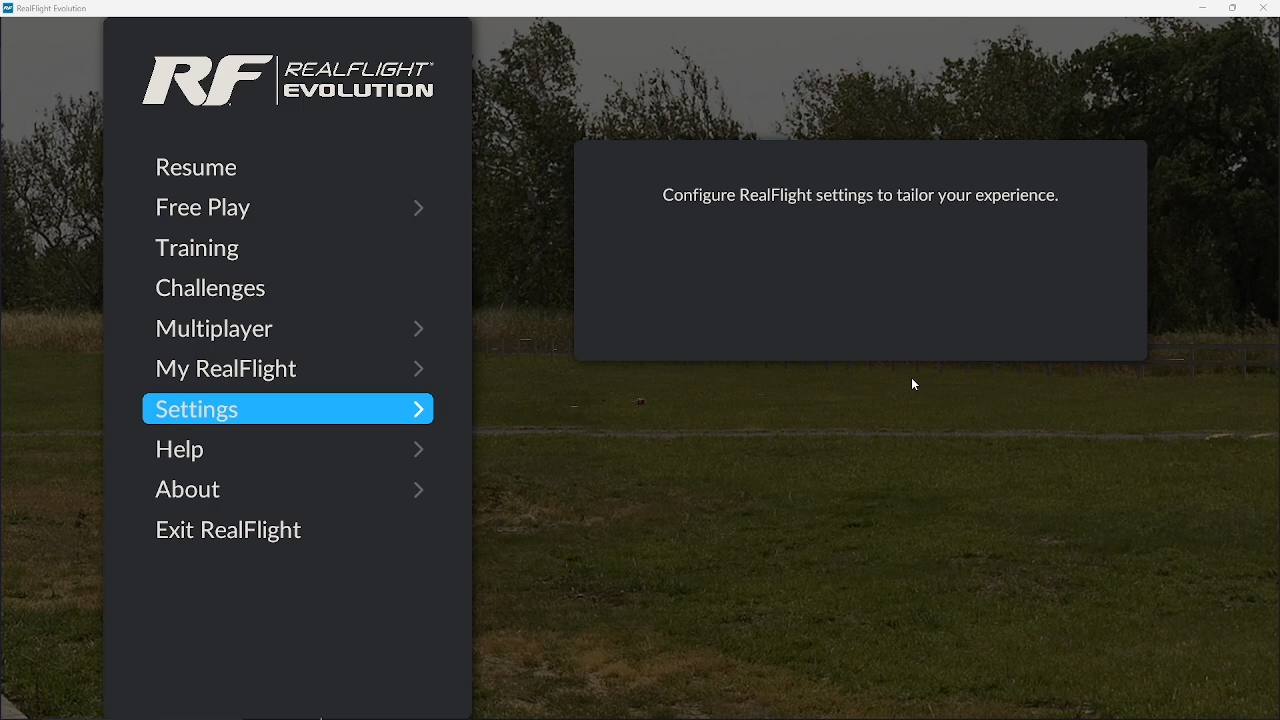 RealFlight Evolution
RF REALFLIGHT
EVOLUTION
Resume
Free Play
Training
Challenges
Multiplayer
My RealFlight
Settings
Help
About
Exit RealFlight
Configure RealFlight settings to tailor your experience.